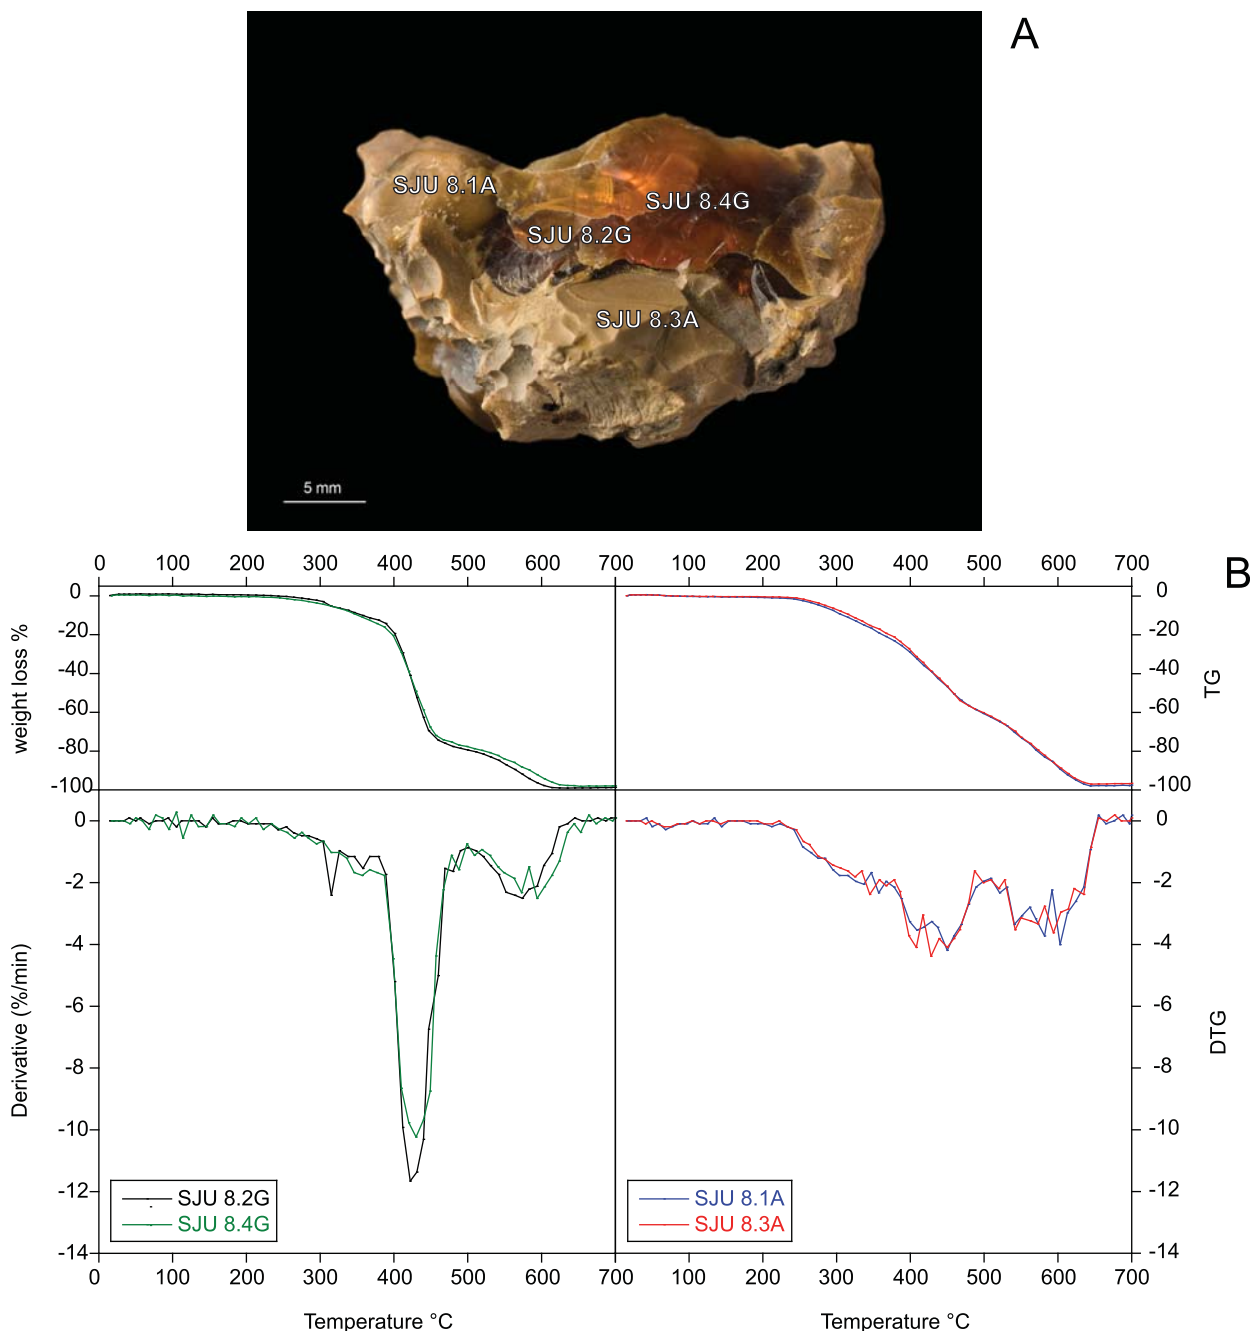 A
SJU 8.1A
SJU 8.4G
SJU 8.2G
SJU 8.3A
5 mm
B
0 100 200 300 400 500 600 700 100 200 300 400 500 600 700
0 0
-20 -20
-40 -40
-60 -60
-80 -80
-100 -100
weight loss %
TG
0 0
-2 -2
-4 -4
-6 -6
-8 -8
-10 -10
-12 -12
-14 -14
Derivative (%/min)
DTG
SJU 8.2G
SJU 8.4G
SJU 8.1A
SJU 8.3A
0 100 200 300 400 500 600 700 100 200 300 400 500 600 700
Temperature °C Temperature °C